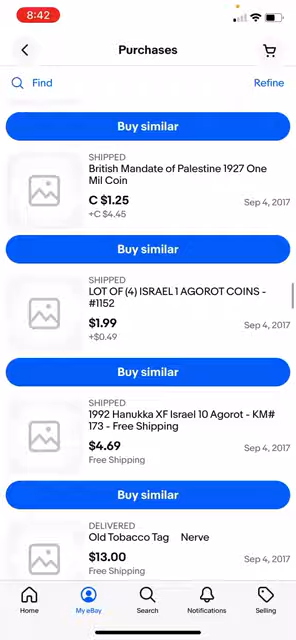 8:42
Purchases
Find
Refine
Buy similar
SHIPPED
British Mandate of Palestine 1927 One
Mil Coin
C $1.25
Sep 4, 2017
+C $4.45
Buy similar
SHIPPED
LOT OF (4) ISRAEL 1 AGOROT COINS -
#1152
$1.99
Sep 4, 2017
+$0.49
Buy similar
SHIPPED
1992 Hanukka XF Israel 10 Agorot - KM#
173 - Free Shipping
$4.69
Sep 4, 2017
Free Shipping
Buy similar
DELIVERED
Old Tobacco Tag Nerve
$13.00
Sep 4, 2017
Free Shipping
Home
My eBay
Search
Notifications
Selling